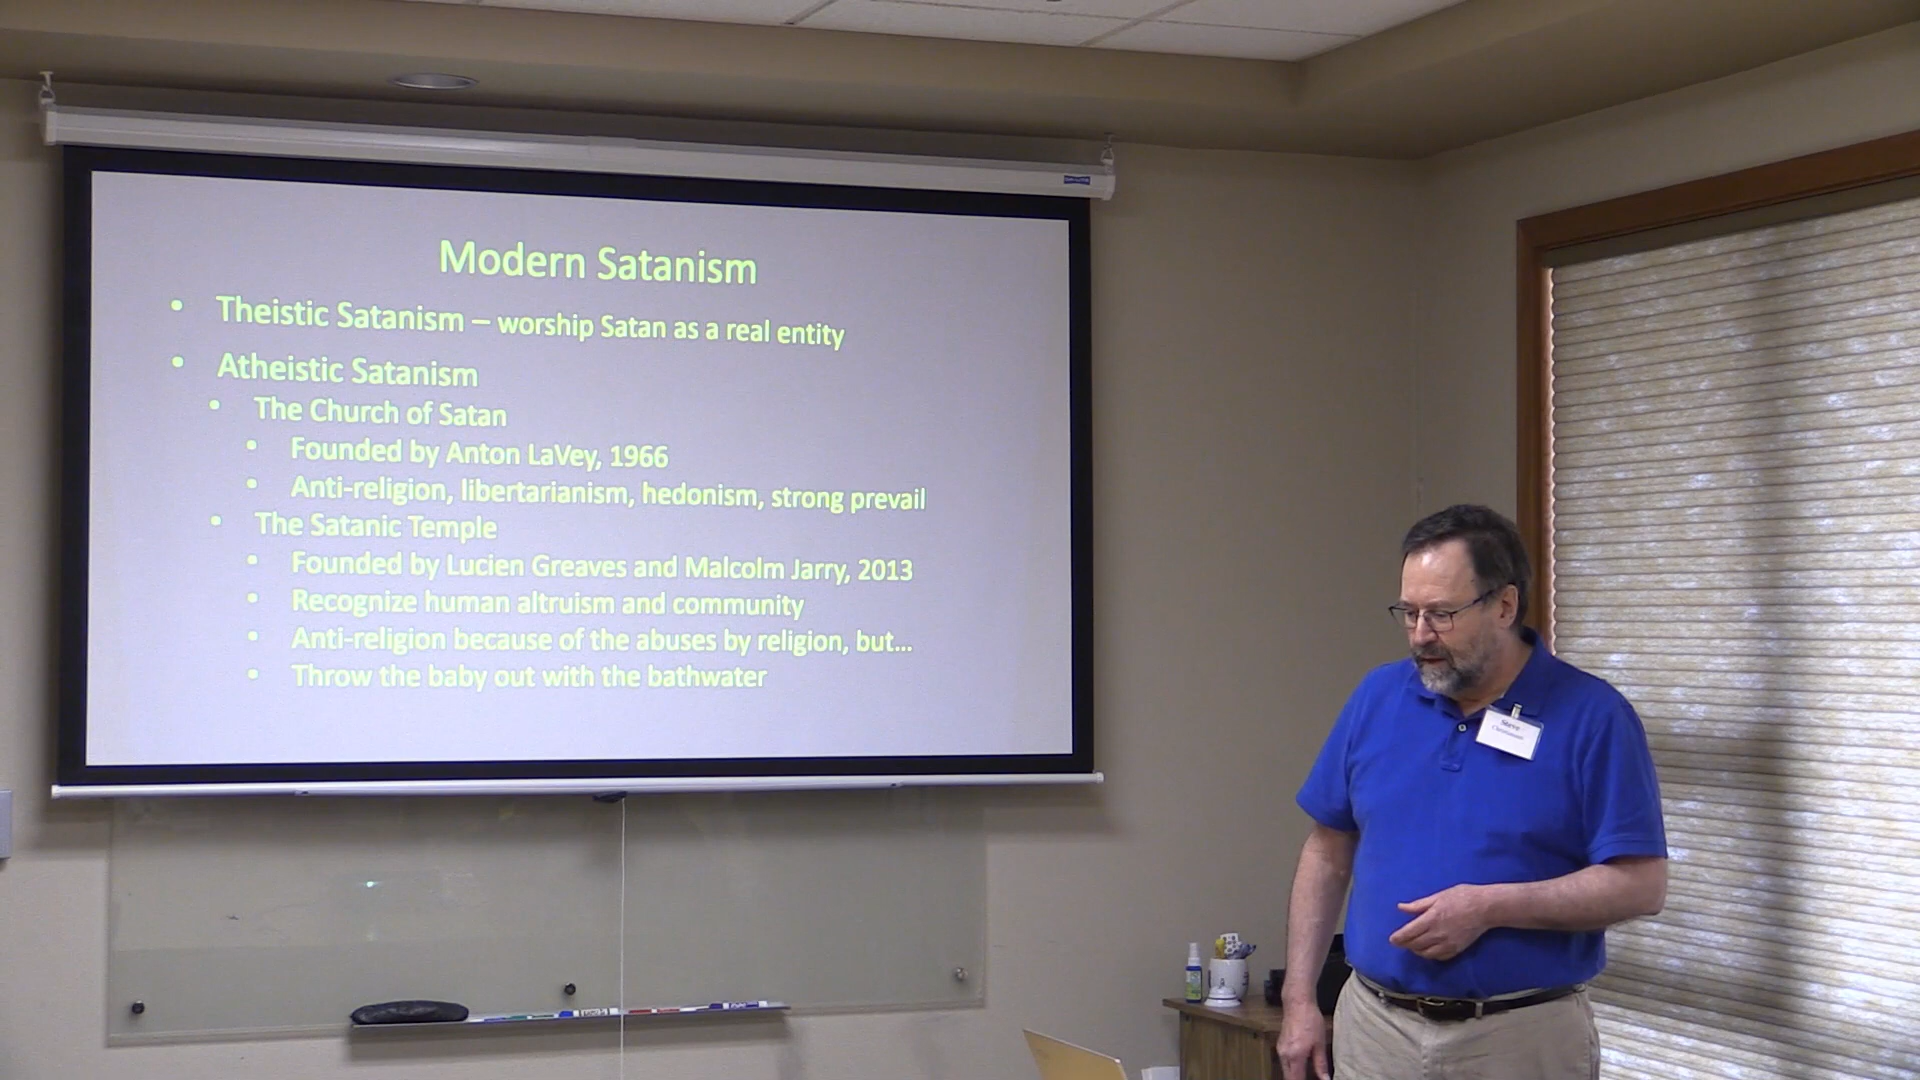 Modern Satanism
• Theistic Satanism – worship Satan as a real entity
• Atheistic Satanism
• The Church of Satan
• Founded by Anton LaVey, 1966
• Anti-religion, libertarianism, hedonism, strong prevail
• The Satanic Temple
• Founded by Lucien Greaves and Malcolm Jarry, 2013
• Recognize human altruism and community
• Anti-religion because of the abuses by religion, but...
• Throw the baby out with the bathwater
Steve